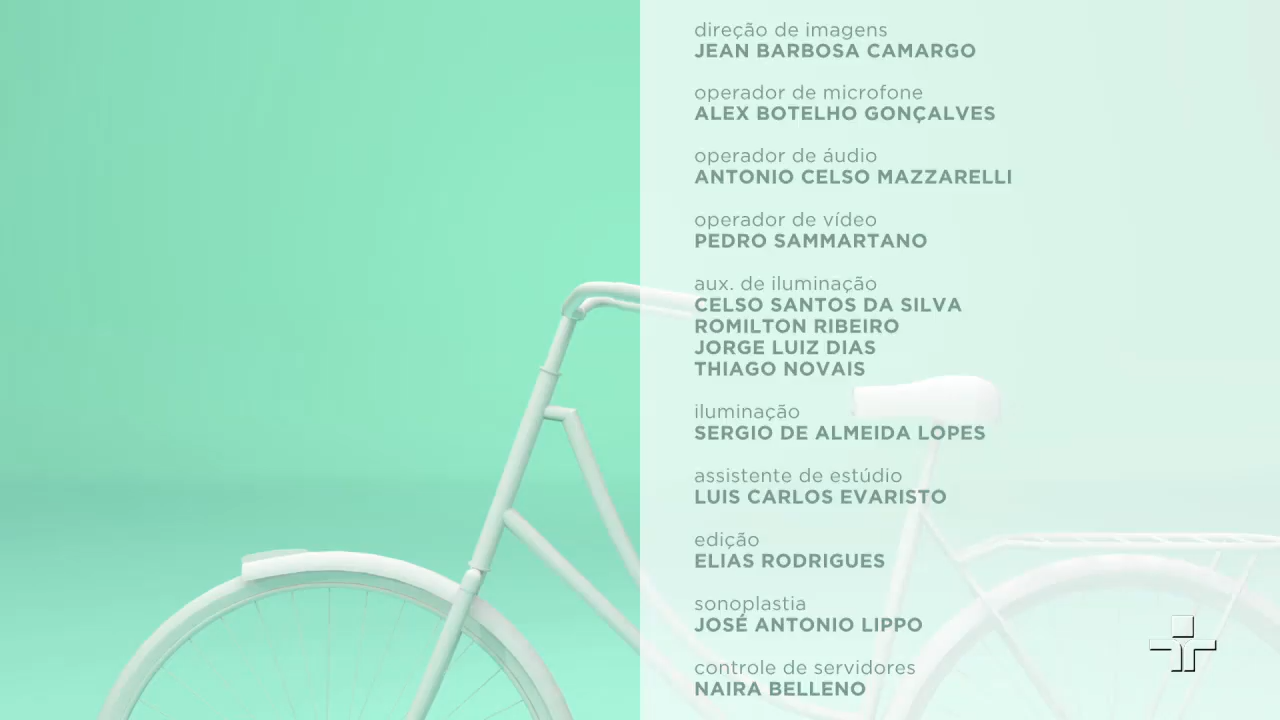 direção de imagens
JEAN BARBOSA CAMARGO
operador de microfone
ALEX BOTELHO GONÇALVES
operador de áudio
ANTONIO CELSO MAZZARELLI
operador de vídeo
PEDRO SAMMARTANO
aux. de iluminação
CELSO SANTOS DA SILVA
ROMILTON RIBEIRO
JORGE LUIZ DIAS
THIAGO NOVAIS
iluminação
SERGIO DE ALMEIDA LOPES
assistente de estúdio
LUIS CARLOS EVARISTO
edição
ELIAS RODRIGUES
sonoplastia
JOSÉ ANTONIO LIPPO
controle de servidores
NAIRA BELLENO